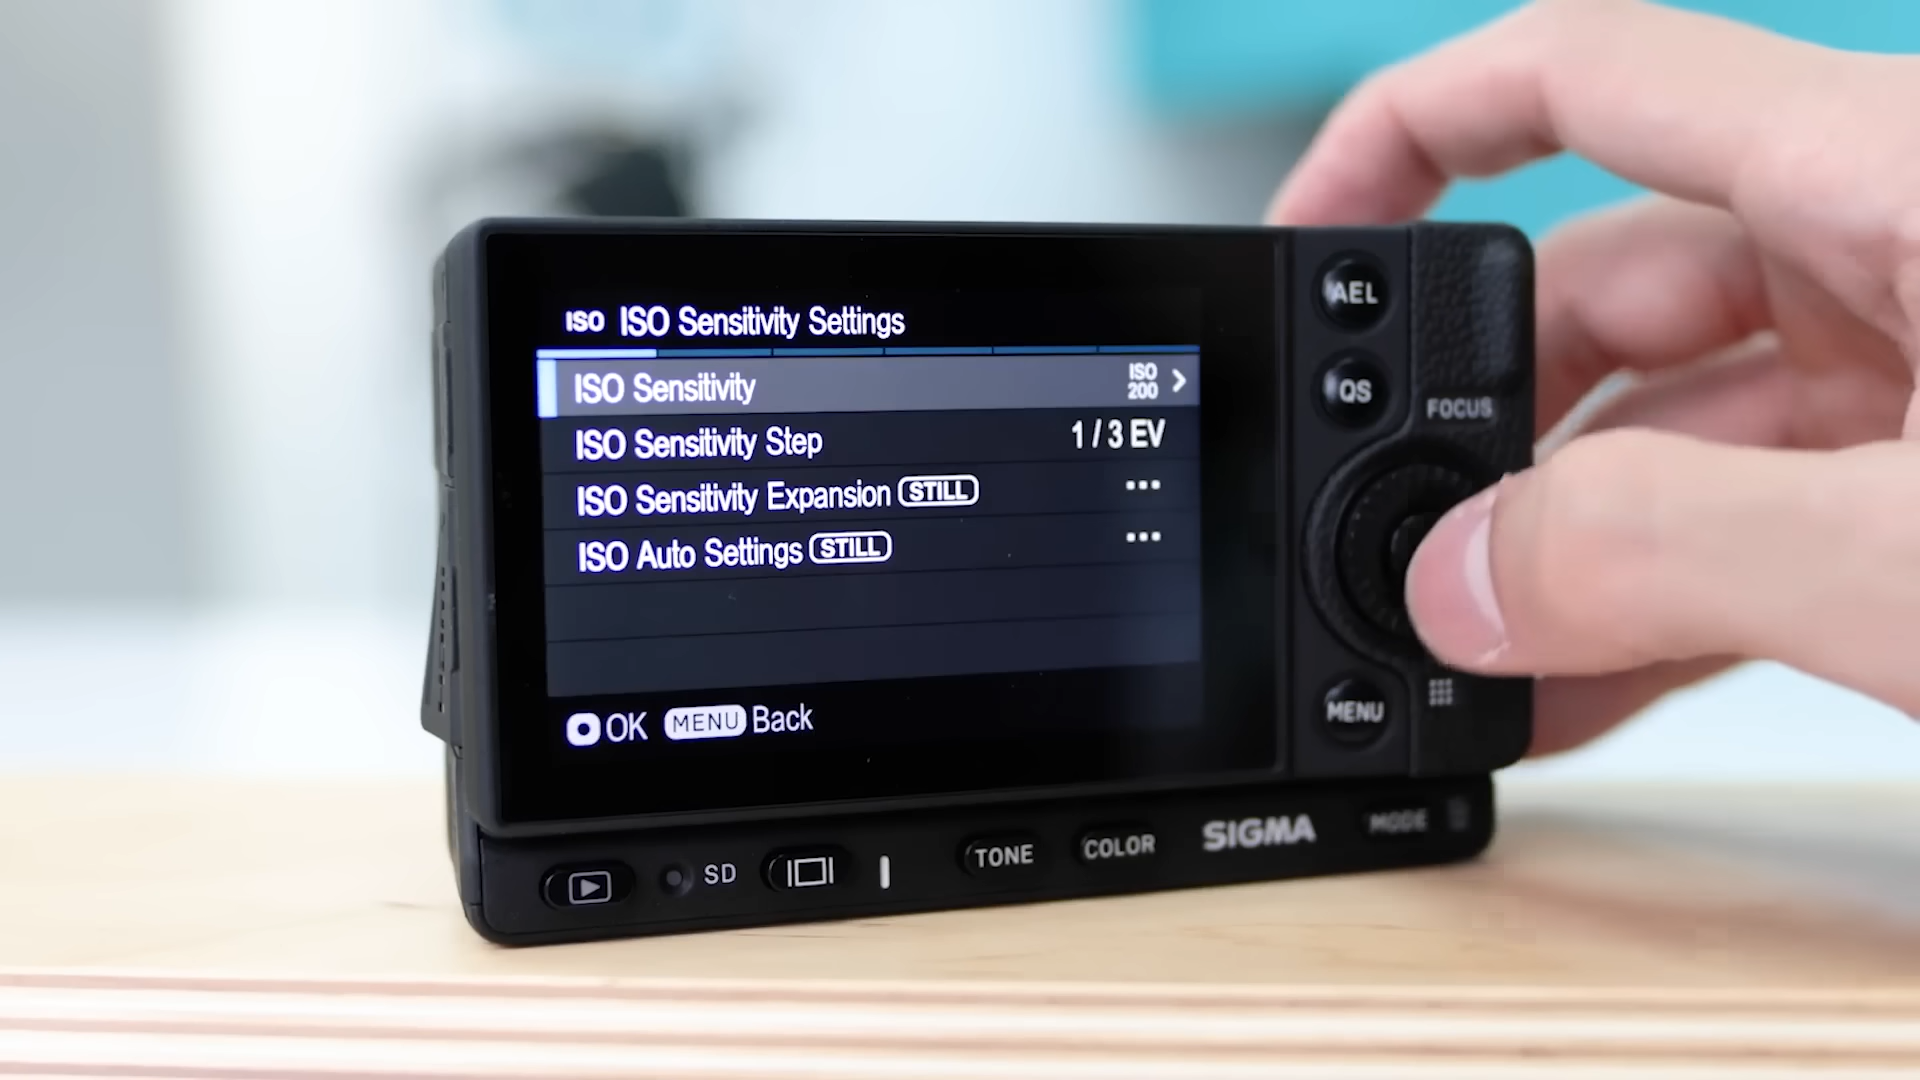 ISO ISO Sensitivity Settings
ISO Sensitivity ISO 200
ISO Sensitivity Step 1 / 3 EV
ISO Sensitivity Expansion STILL ...
ISO Auto Settings STILL ...
OK MENU Back
AEL
QS
FOCUS
MENU
SD TONE COLOR SIGMA MODE